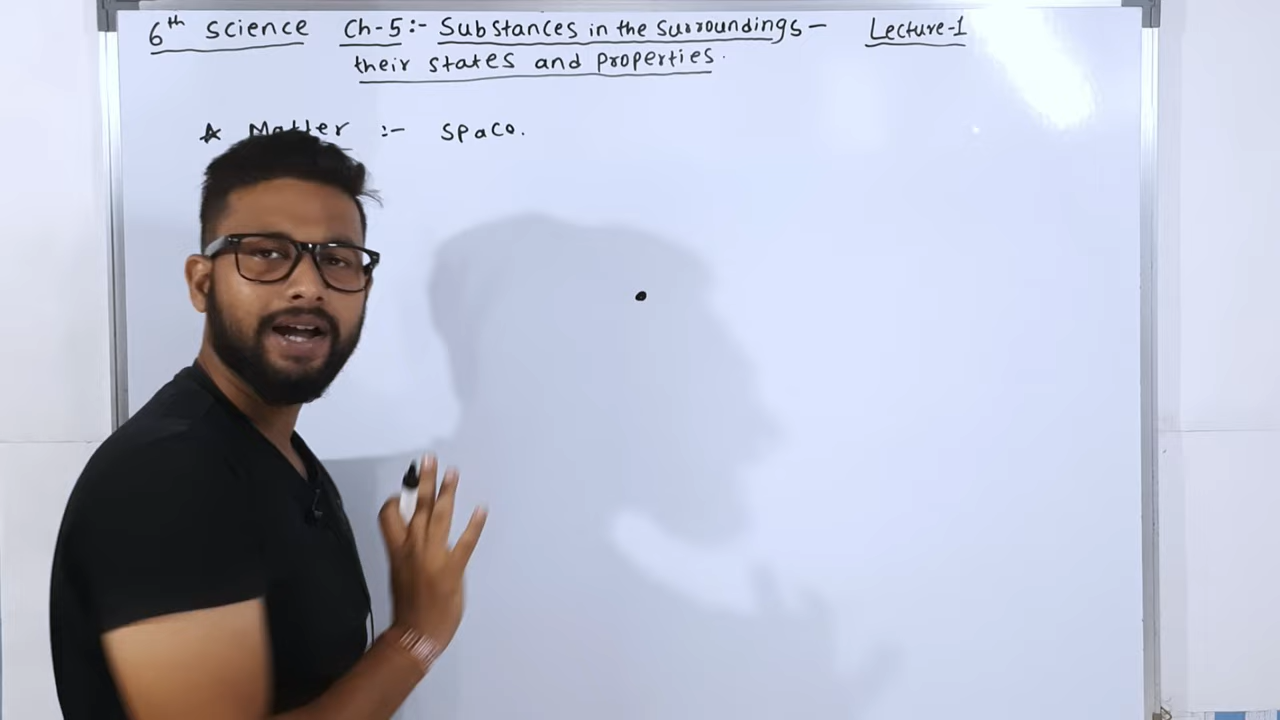 6th Science Ch-5:- Substances in the Surroundings – Lecture-1
their states and properties.
* Matter :- Space.